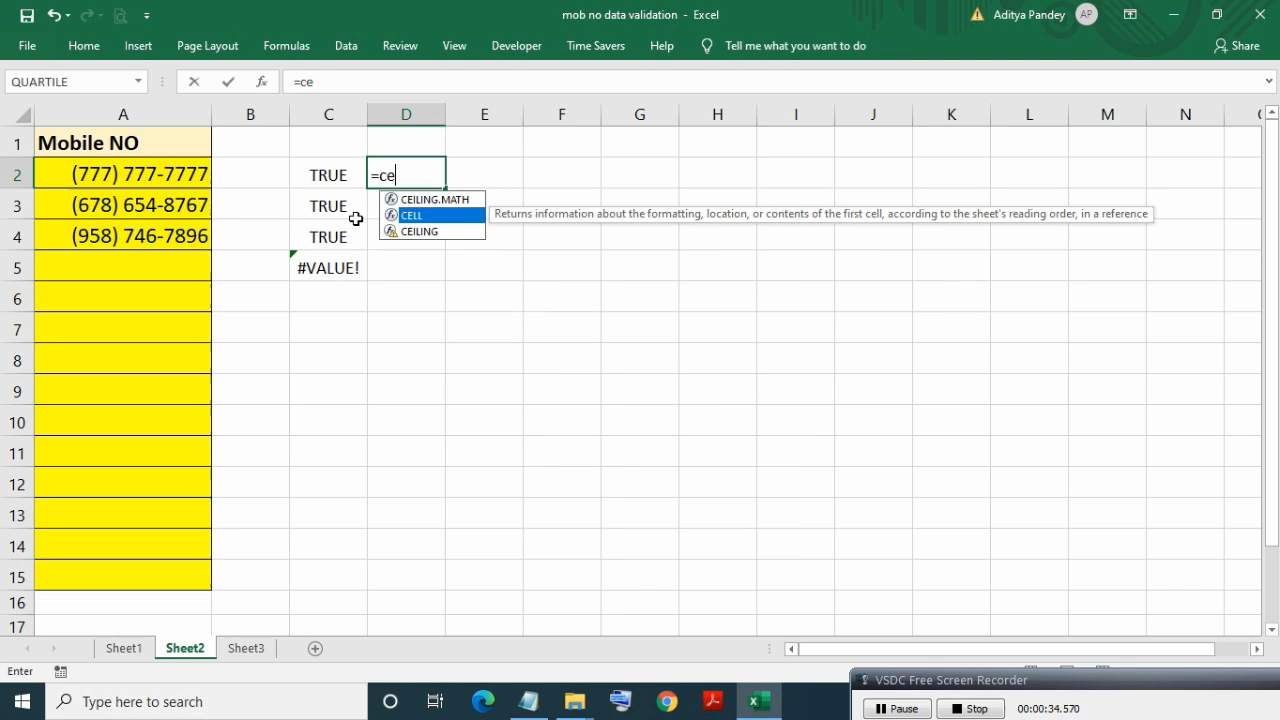 mob no data validation - Excel
Aditya Pandey AP
File Home Insert Page Layout Formulas Data Review View Developer Time Savers Help Tell me what you want to do Share
QUARTILE fx =ce
A B C D E F G H I J K L M N
1 Mobile NO
2 (777) 777-7777 TRUE =ce
3 (678) 654-8767 TRUE
CEILING.MATH
CELL Returns information about the formatting, location, or contents of the first cell, according to the sheet's reading order, in a reference
CEILING
4 (958) 746-7896 TRUE
5 #VALUE!
6
7
8
9
10
11
12
13
14
15
16
17
Sheet1 Sheet2 Sheet3
Enter
VSDC Free Screen Recorder
Type here to search
Pause Stop 00:00:34.570